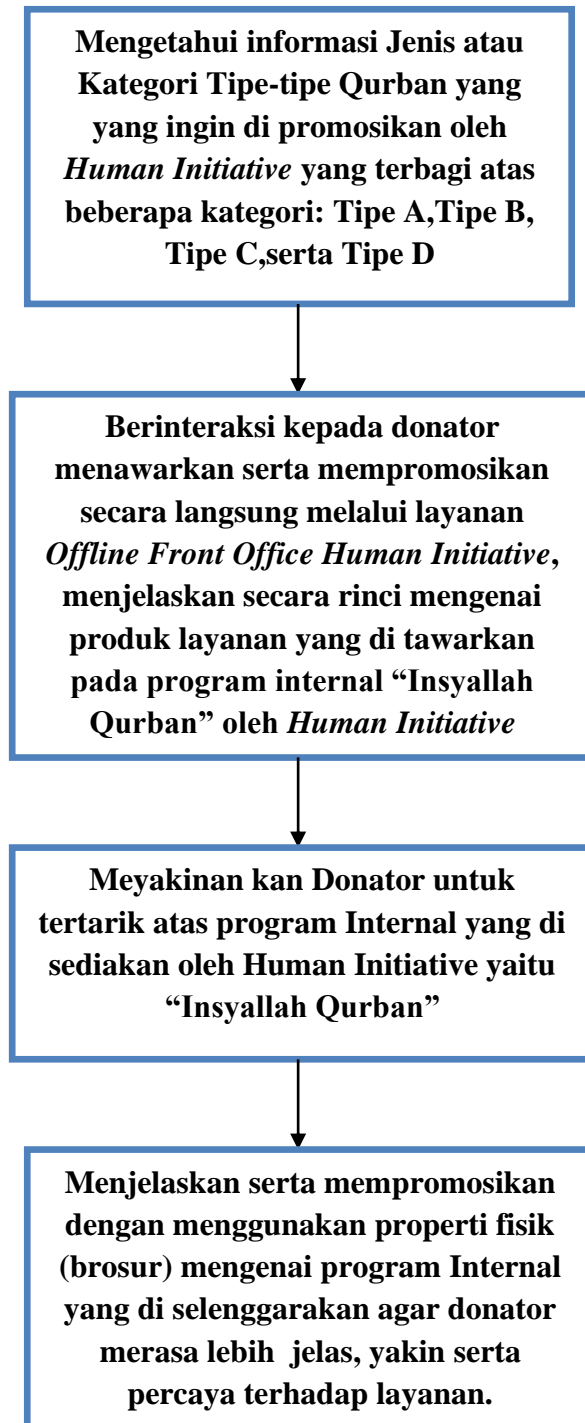 Mengetahui informasi Jenis atau
Kategori Tipe-tipe Qurban yang
yang ingin di promosikan oleh
Human Initiative yang terbagi atas
beberapa kategori: Tipe A,Tipe B,
Tipe C,serta Tipe D
Berinteraksi kepada donator
menawarkan serta mempromosikan
secara langsung melalui layanan
Offline Front Office Human Initiative,
menjelaskan secara rinci mengenai
produk layanan yang di tawarkan
pada program internal “Insyallah
Qurban” oleh Human Initiative
Meyakinan kan Donator untuk
tertarik atas program Internal yang di
sediakan oleh Human Initiative yaitu
“Insyallah Qurban”
Menjelaskan serta mempromosikan
dengan menggunakan properti fisik
(brosur) mengenai program Internal
yang di selenggarakan agar donator
merasa lebih jelas, yakin serta
percaya terhadap layanan.